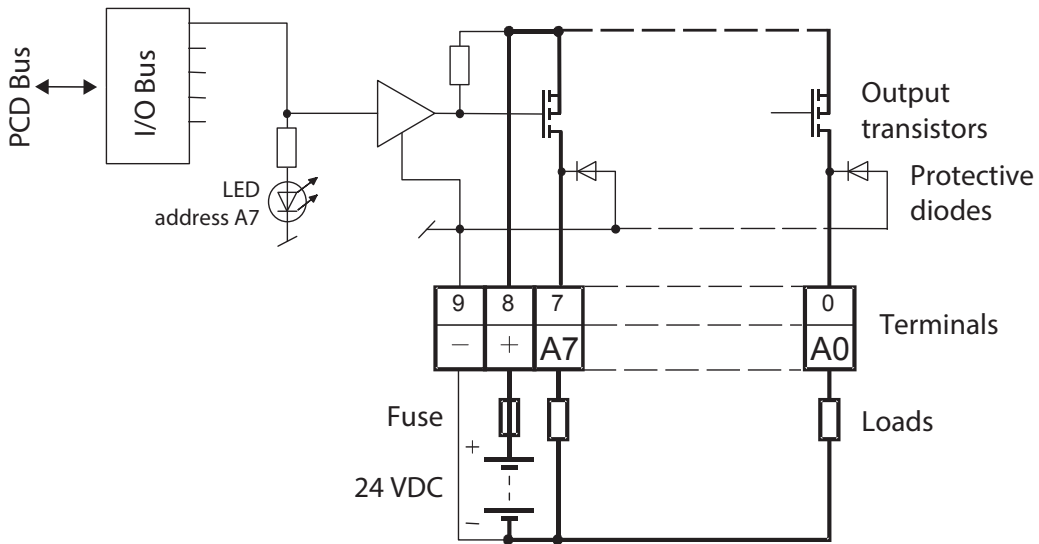 PCD Bus
I/O Bus
LED
address A7
Output
transistors
Protective
diodes
9 8 7 0
− + A7 A0
Terminals
Fuse
Loads
+
24 VDC
−